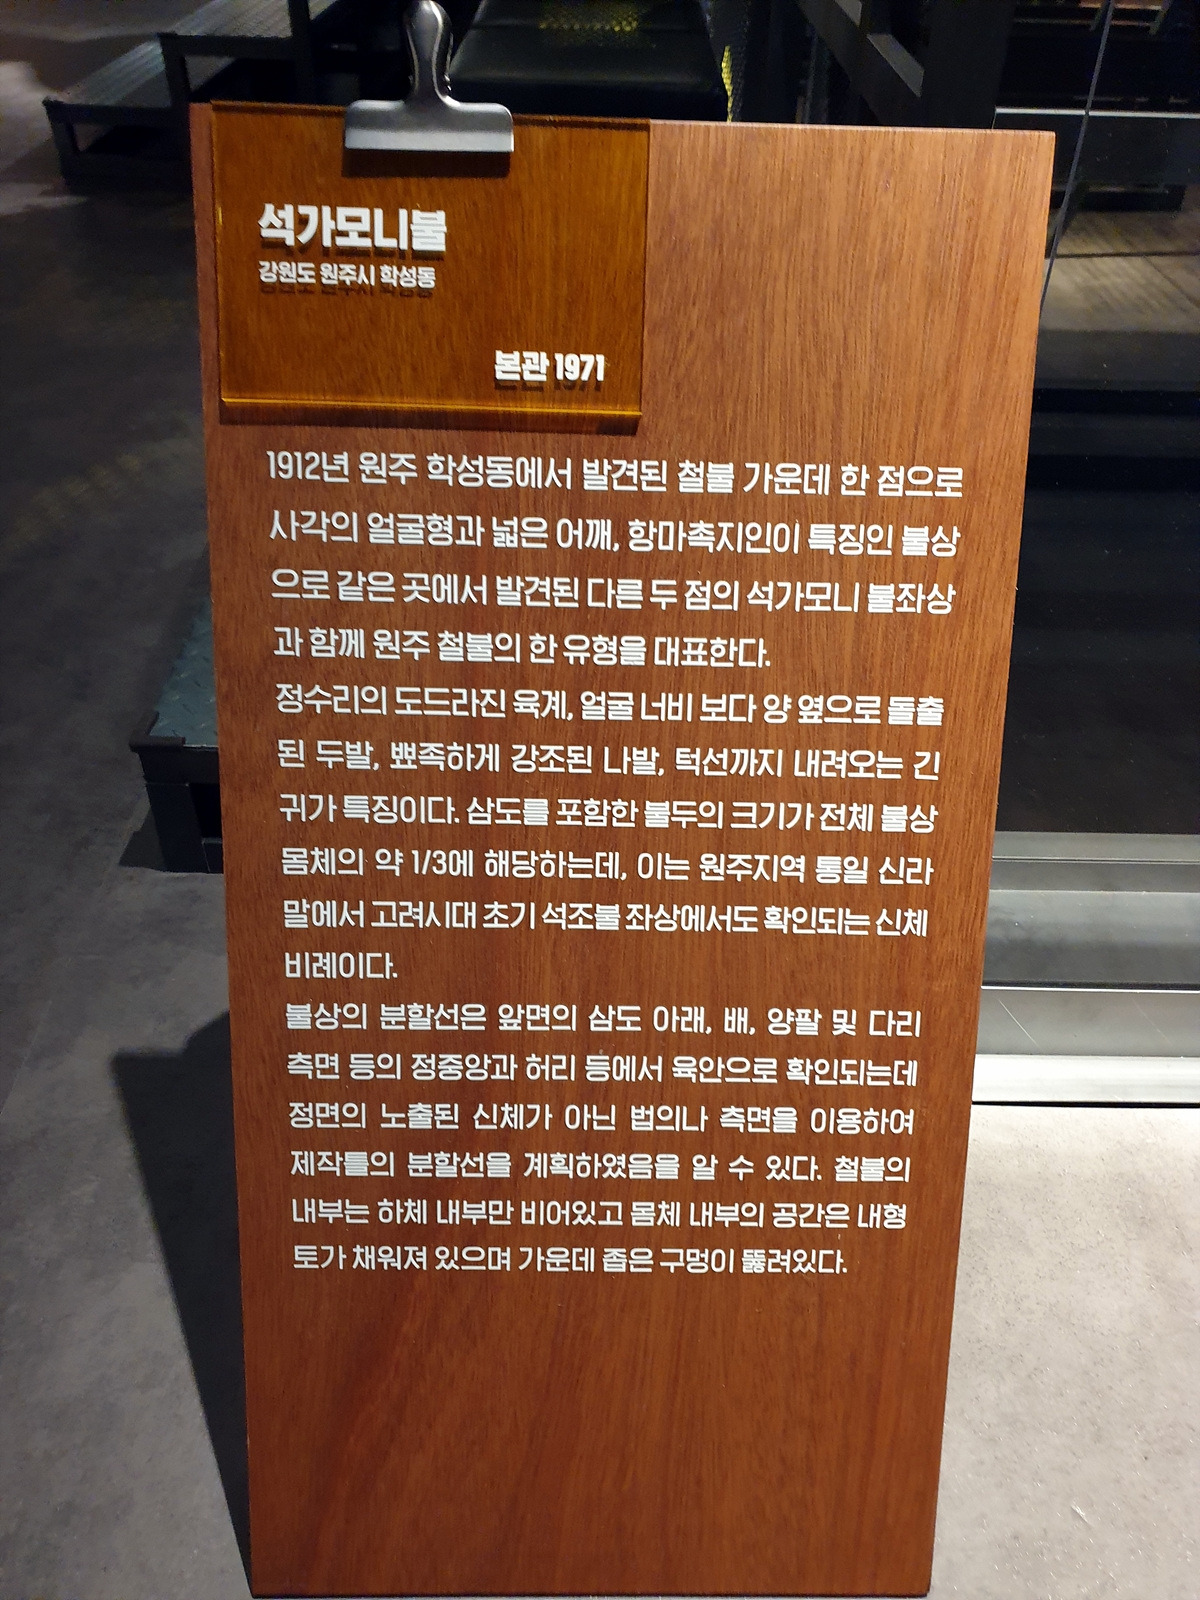 석가모니불
강원도 원주시 학성동
본관 1971
1912년 원주 학성동에서 발견된 철불 가운데 한 점으로
사각의 얼굴형과 넓은 어깨, 항마촉지인이 특징인 불상
으로 같은 곳에서 발견된 다른 두 점의 석가모니 불좌상
과 함께 원주 철불의 한 유형을 대표한다.
정수리의 도드라진 육계, 얼굴 너비 보다 양 옆으로 돌출
된 두발, 뾰족하게 강조된 나발, 턱선까지 내려오는 긴
귀가 특징이다. 삼도를 포함한 불두의 크기가 전체 불상
몸체의 약 1/3에 해당하는데, 이는 원주지역 통일 신라
말에서 고려시대 초기 석조불 좌상에서도 확인되는 신체
비례이다.
불상의 분할선은 앞면의 삼도 아래, 배, 양팔 및 다리
측면 등의 정중앙과 허리 등에서 육안으로 확인되는데
정면의 노출된 신체가 아닌 법의나 측면을 이용하여
제작틀의 분할선을 계획하였음을 알 수 있다. 철불의
내부는 하체 내부만 비어있고 몸체 내부의 공간은 내형
토가 채워져 있으며 가운데 좁은 구멍이 뚫려있다.